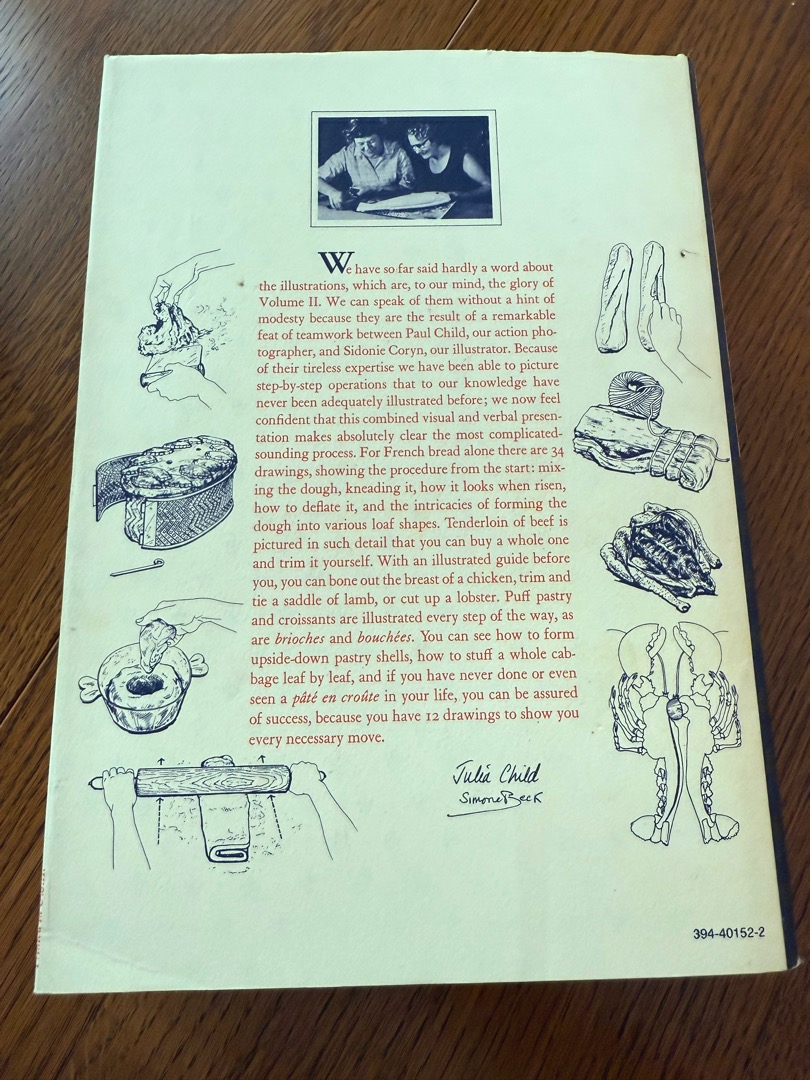 We have so far said hardly a word about
the illustrations, which are, to our mind, the glory of
Volume II. We can speak of them without a hint of
modesty because they are the result of a remarkable
feat of teamwork between Paul Child, our action pho-
tographer, and Sidonie Coryn, our illustrator. Because
of their tireless expertise we have been able to picture
step-by-step operations that to our knowledge have
never been adequately illustrated before; we now feel
confident that this combined visual and verbal presen-
tation makes absolutely clear the most complicated-
sounding process. For French bread alone there are 34
drawings, showing the procedure from the start: mix-
ing the dough, kneading it, how it looks when risen,
how to deflate it, and the intricacies of forming the
dough into various loaf shapes. Tenderloin of beef is
pictured in such detail that you can buy a whole one
and trim it yourself. With an illustrated guide before
you, you can bone out the breast of a chicken, trim and
tie a saddle of lamb, or cut up a lobster. Puff pastry
and croissants are illustrated every step of the way, as
are brioches and bouchées. You can see how to form
upside-down pastry shells, how to stuff a whole cab-
bage leaf by leaf, and if you have never done or even
seen a pâté en croûte in your life, you can be assured
of success, because you have 12 drawings to show you
every necessary move.
Julia Child
Simone Beck
394-40152-2